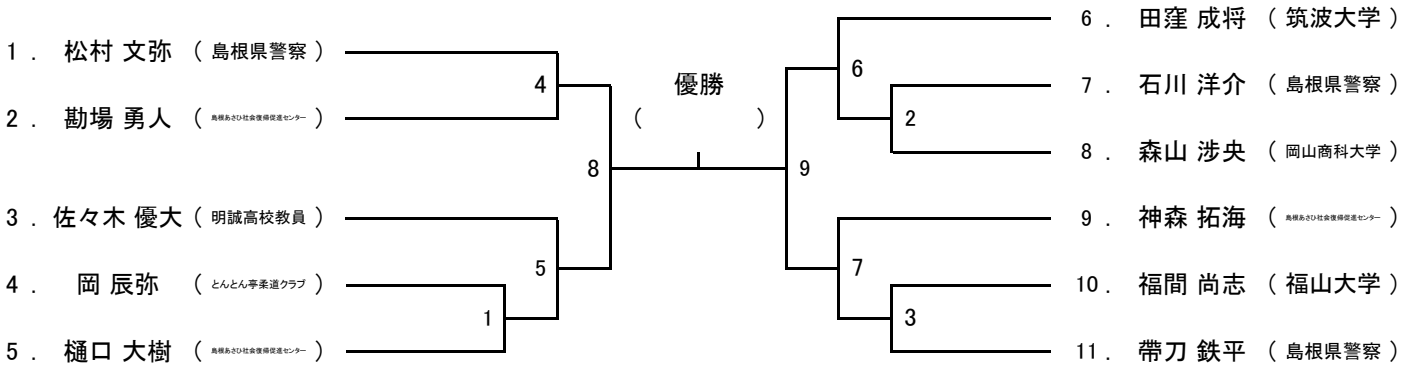 1 . 松村 文弥 ( 島根県警察 )
2 . 勘場 勇人 ( 島根あさひ社会復帰促進センター )
3 . 佐々木 優大 ( 明誠高校教員 )
4 . 岡 辰弥 ( とんとん亭柔道クラブ )
5 . 樋口 大樹 ( 島根あさひ社会復帰促進センター )
4
8
5
1
優勝
( )
6
2
9
7
3
6 . 田窪 成将 ( 筑波大学 )
7 . 石川 洋介 ( 島根県警察 )
8 . 森山 渉央 ( 岡山商科大学 )
9 . 神森 拓海 ( 島根あさひ社会復帰促進センター )
10 . 福間 尚志 ( 福山大学 )
11 . 帶刀 鉄平 ( 島根県警察 )